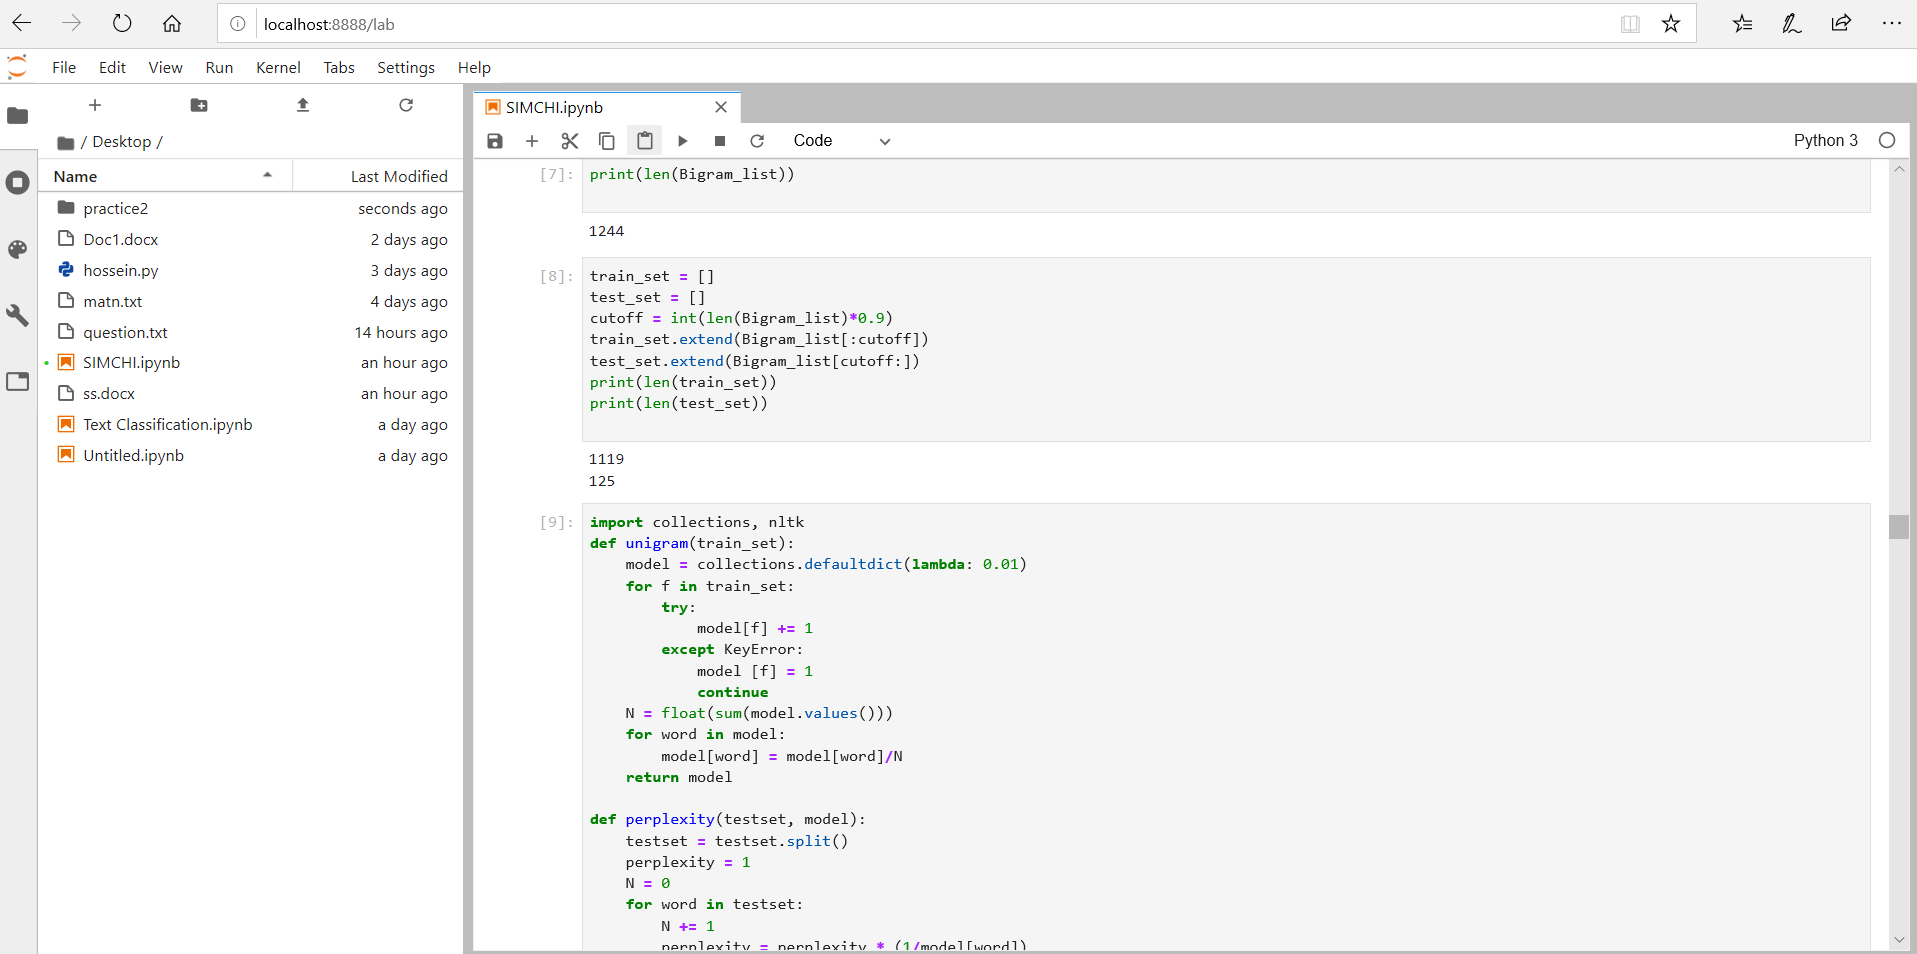 localhost:8888/lab
File Edit View Run Kernel Tabs Settings Help
/ Desktop /
Name Last Modified
practice2 seconds ago
Doc1.docx 2 days ago
hossein.py 3 days ago
matn.txt 4 days ago
question.txt 14 hours ago
SIMCHI.ipynb an hour ago
ss.docx an hour ago
Text Classification.ipynb a day ago
Untitled.ipynb a day ago
SIMCHI.ipynb
Code Python 3
[7]: print(len(Bigram_list))
1244
[8]: train_set = []
test_set = []
cutoff = int(len(Bigram_list)*0.9)
train_set.extend(Bigram_list[:cutoff])
test_set.extend(Bigram_list[cutoff:])
print(len(train_set))
print(len(test_set))
1119
125
[9]: import collections, nltk
def unigram(train_set):
    model = collections.defaultdict(lambda: 0.01)
    for f in train_set:
        try:
            model[f] += 1
        except KeyError:
            model [f] = 1
            continue
    N = float(sum(model.values()))
    for word in model:
        model[word] = model[word]/N
    return model
def perplexity(testset, model):
    testset = testset.split()
    perplexity = 1
    N = 0
    for word in testset:
        N += 1
        perplexity = perplexity * (1/model[word])